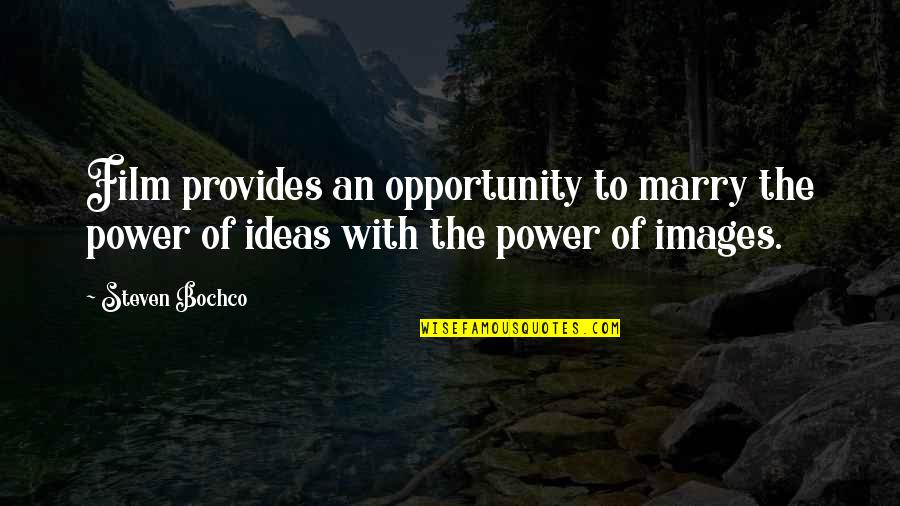 Film provides an opportunity to marry the
power of ideas with the power of images.
~ Steven Bochco
WISEFAMOUSQUOTES.COM